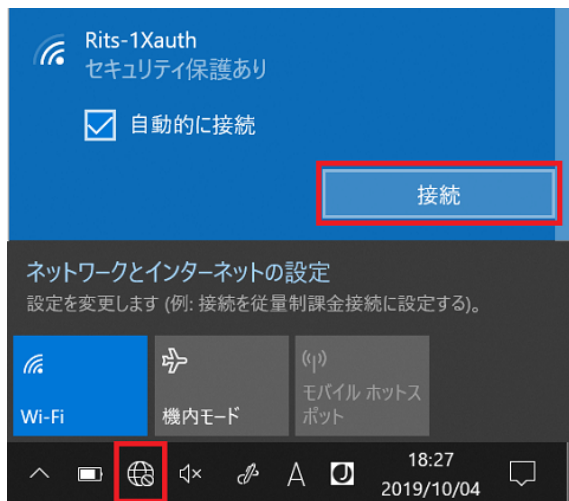 Rits-1Xauth
セキュリティ保護あり
自動的に接続
接続
ネットワークとインターネットの設定
設定を変更します (例: 接続を従量制課金接続に設定する)。
Wi-Fi
機内モード
モバイル ホットス
ポット
A
18:27
2019/10/04